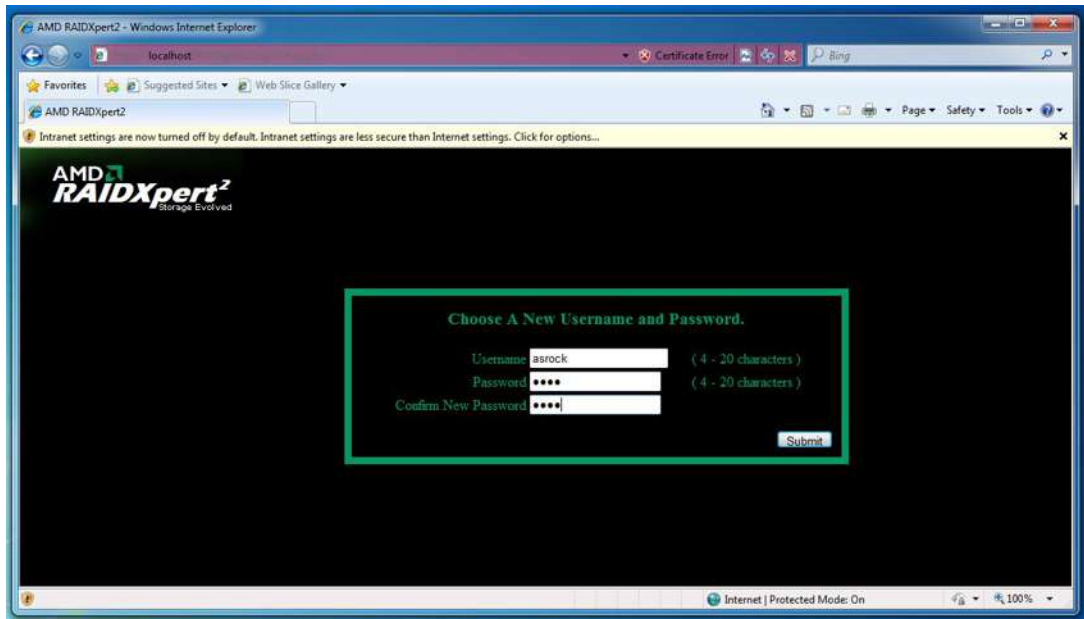 AMD RAIDXpert2 - Windows Internet Explorer
localhost
Certificate Error
Bing
Favorites Suggested Sites Web Slice Gallery
AMD RAIDXpert2
Page Safety Tools
Intranet settings are now turned off by default. Intranet settings are less secure than Internet settings. Click for options...
AMD
RAIDXpert2
Storage Evolved
Choose A New Username and Password.
Username asrock ( 4 - 20 characters )
Password •••• ( 4 - 20 characters )
Confirm New Password ••••
Submit
Internet | Protected Mode: On 100%